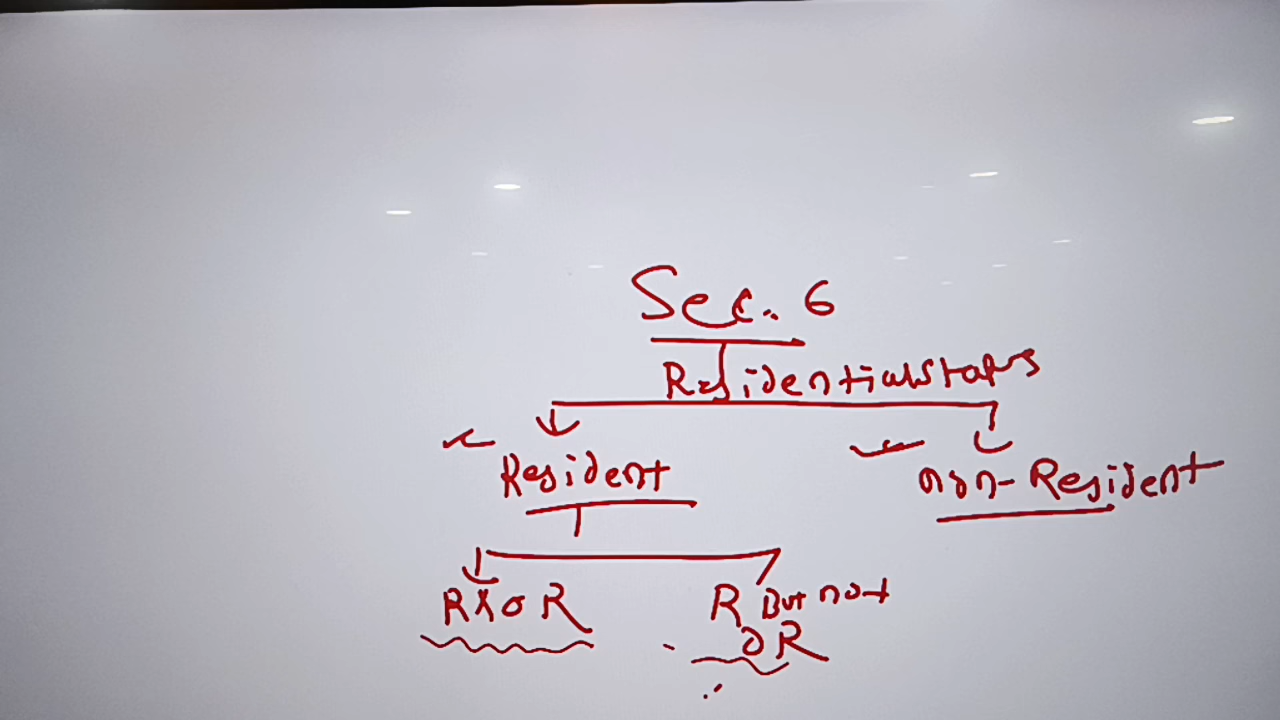 Sec. 6
Residential Status
Resident
non-Resident
R & OR
R But not
OR